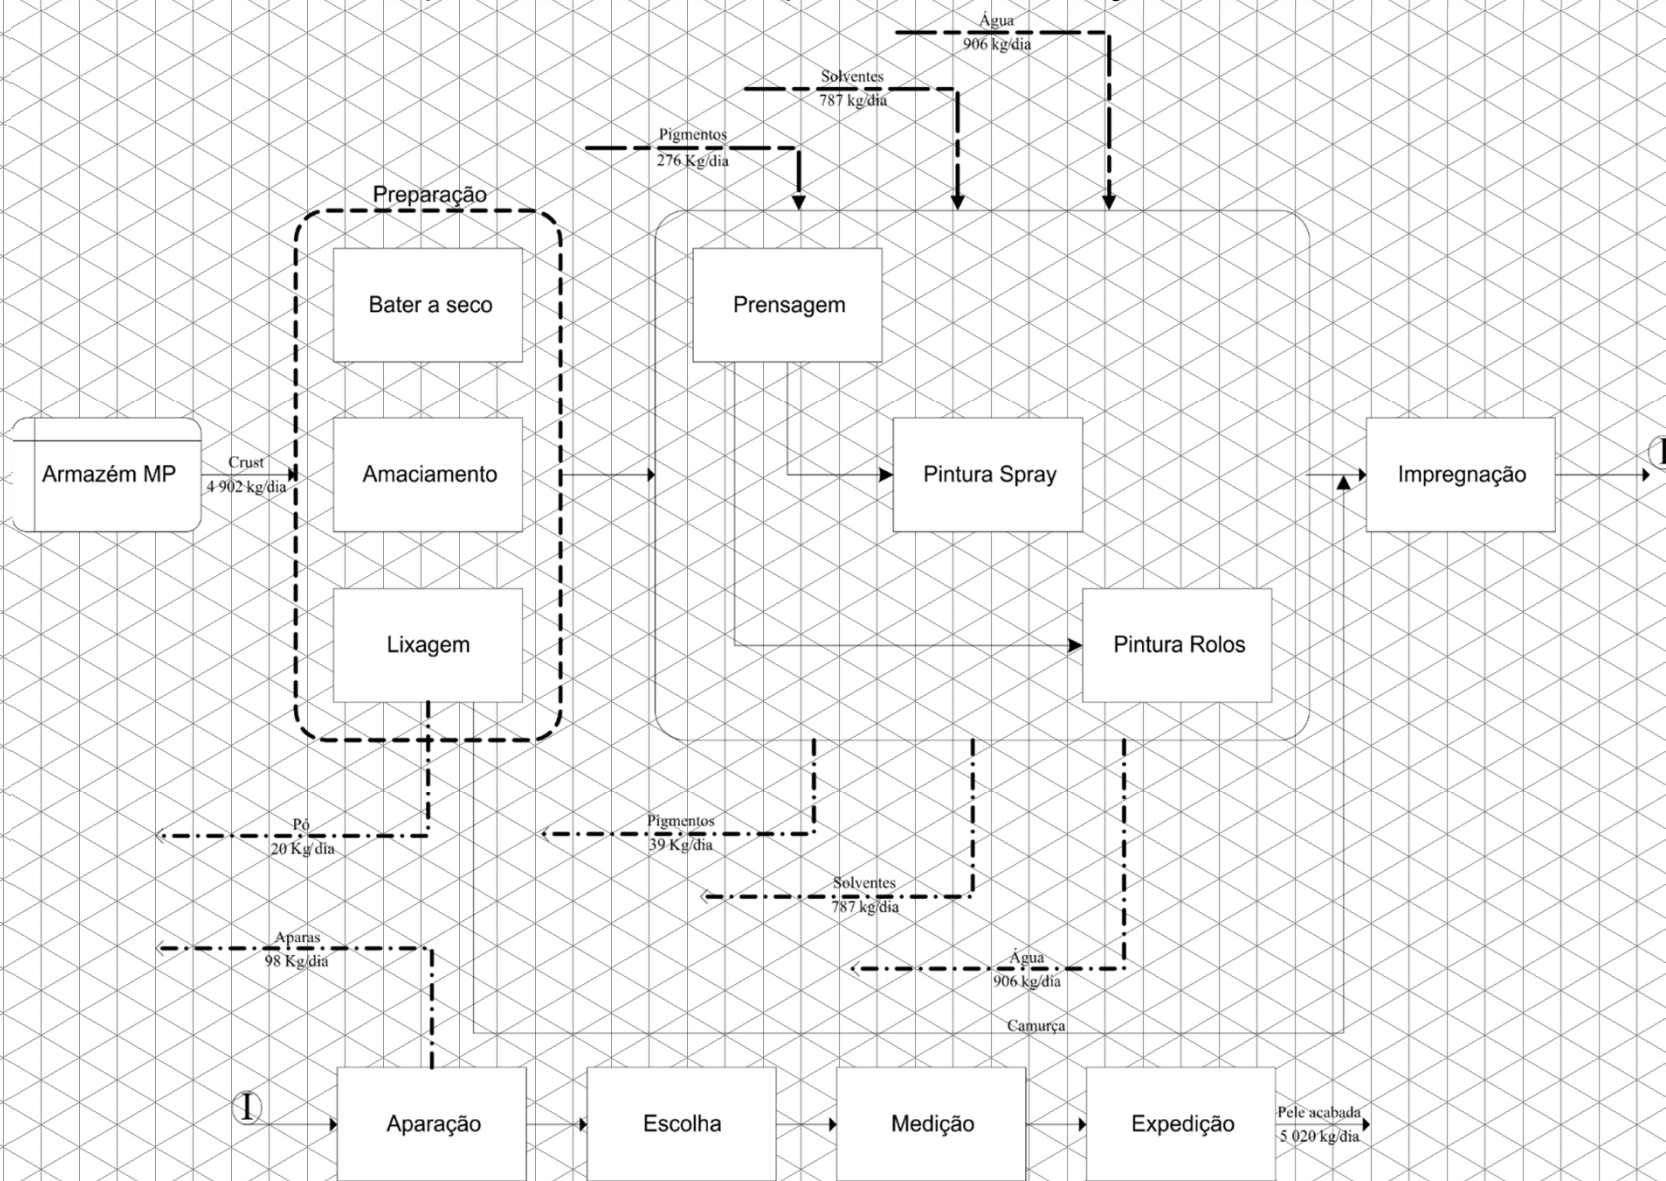 Água
906 kg/dia
Solventes
787 kg/dia
Pigmentos
276 Kg/dia
Preparação
Bater a seco
Prensagem
Armazém MP
Crust
4 902 kg/dia
Amaciamento
Pintura Spray
Impregnação
I
Lixagem
Pintura Rolos
Pó
20 Kg/dia
Pigmentos
39 Kg/dia
Solventes
787 kg/dia
Aparas
98 Kg/dia
Água
906 kg/dia
Camurça
I
Aparação
Escolha
Medição
Expedição
Pele acabada
5 020 kg/dia